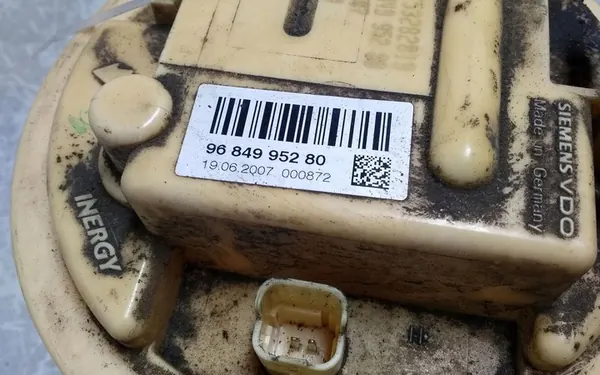 96 849 952 80
19.06.2007 000872
SIEMENS VDO
Made in Germany
INERGY